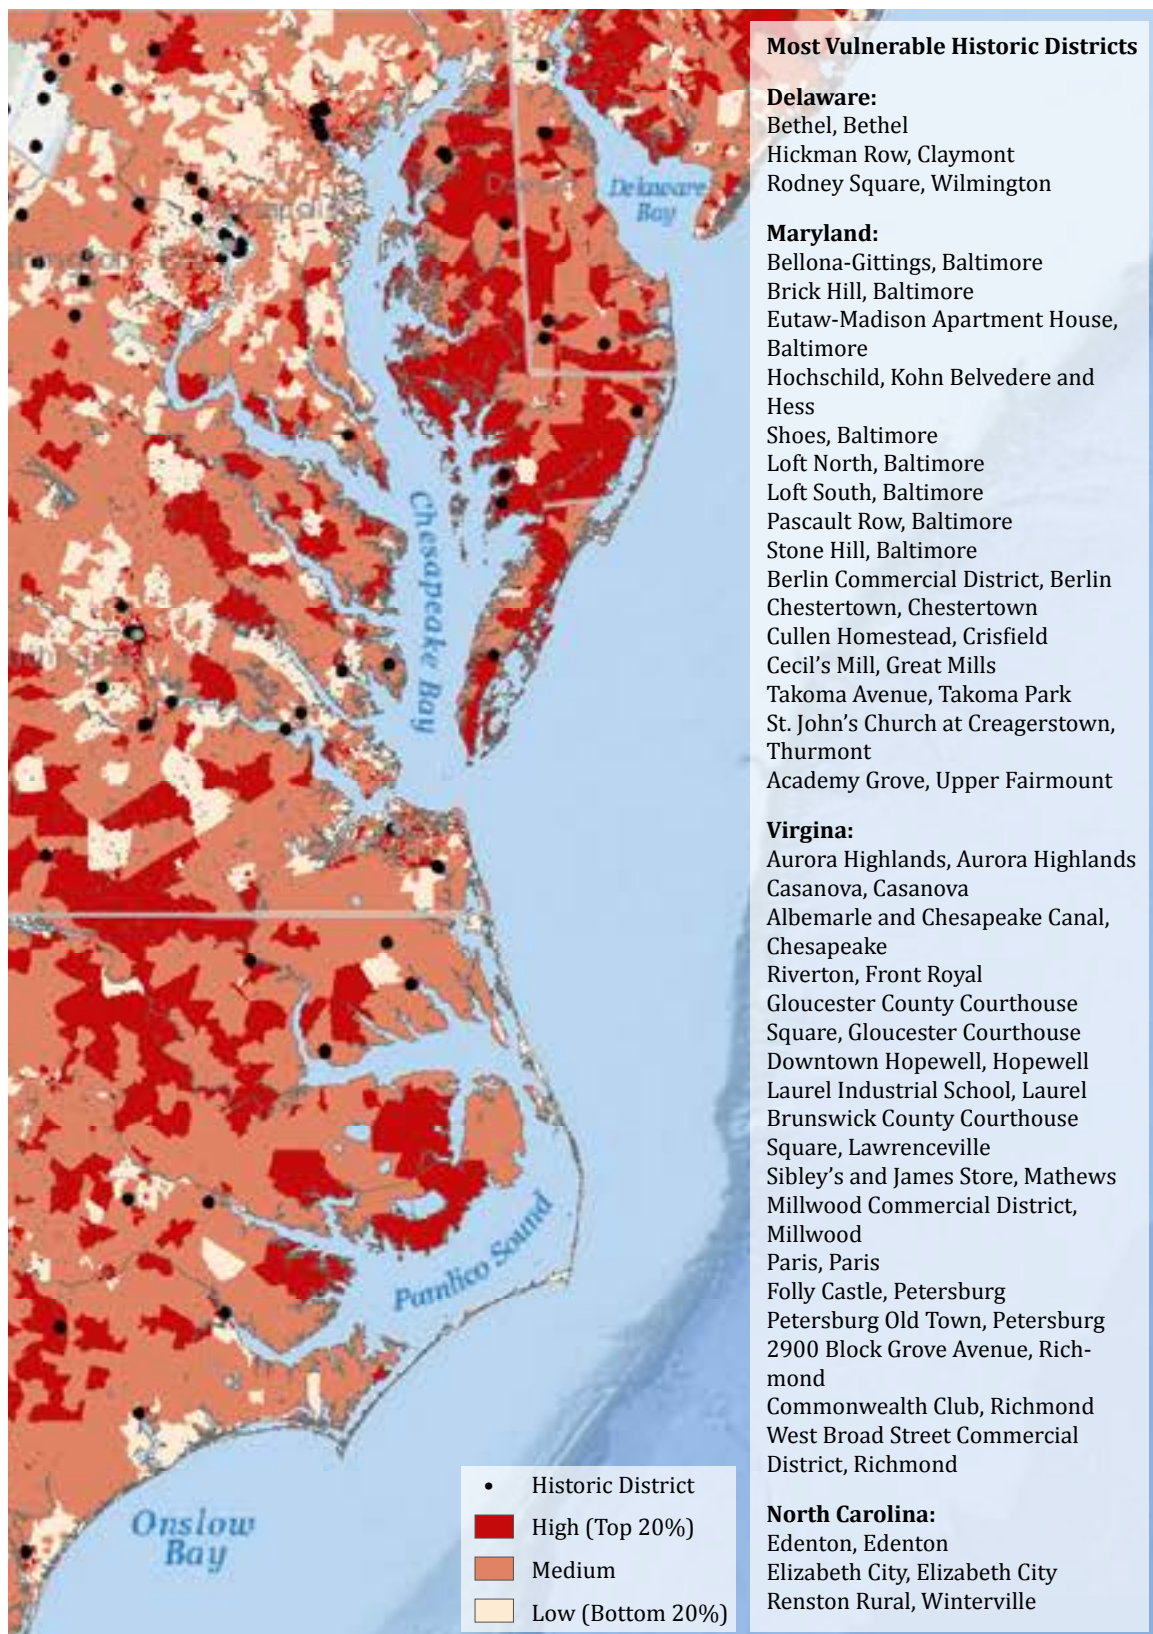 Most Vulnerable Historic Districts
Delaware:
Bethel, Bethel
Hickman Row, Claymont
Rodney Square, Wilmington
Maryland:
Bellona-Gittings, Baltimore
Brick Hill, Baltimore
Eutaw-Madison Apartment House,
Baltimore
Hochschild, Kohn Belvedere and
Hess
Shoes, Baltimore
Loft North, Baltimore
Loft South, Baltimore
Pascault Row, Baltimore
Stone Hill, Baltimore
Berlin Commercial District, Berlin
Chestertown, Chestertown
Cullen Homestead, Crisfield
Cecil's Mill, Great Mills
Takoma Avenue, Takoma Park
St. John's Church at Creagerstown,
Thurmont
Academy Grove, Upper Fairmount
Virgina:
Aurora Highlands, Aurora Highlands
Casanova, Casanova
Albemarle and Chesapeake Canal,
Chesapeake
Riverton, Front Royal
Gloucester County Courthouse
Square, Gloucester Courthouse
Downtown Hopewell, Hopewell
Laurel Industrial School, Laurel
Brunswick County Courthouse
Square, Lawrenceville
Sibley's and James Store, Mathews
Millwood Commercial District,
Millwood
Paris, Paris
Folly Castle, Petersburg
Petersburg Old Town, Petersburg
2900 Block Grove Avenue, Rich-
mond
Commonwealth Club, Richmond
West Broad Street Commercial
District, Richmond
North Carolina:
Edenton, Edenton
Elizabeth City, Elizabeth City
Renston Rural, Winterville
Delaware
Bay
Chesapeake Bay
Pamlico Sound
Onslow
Bay
Historic District
High (Top 20%)
Medium
Low (Bottom 20%)